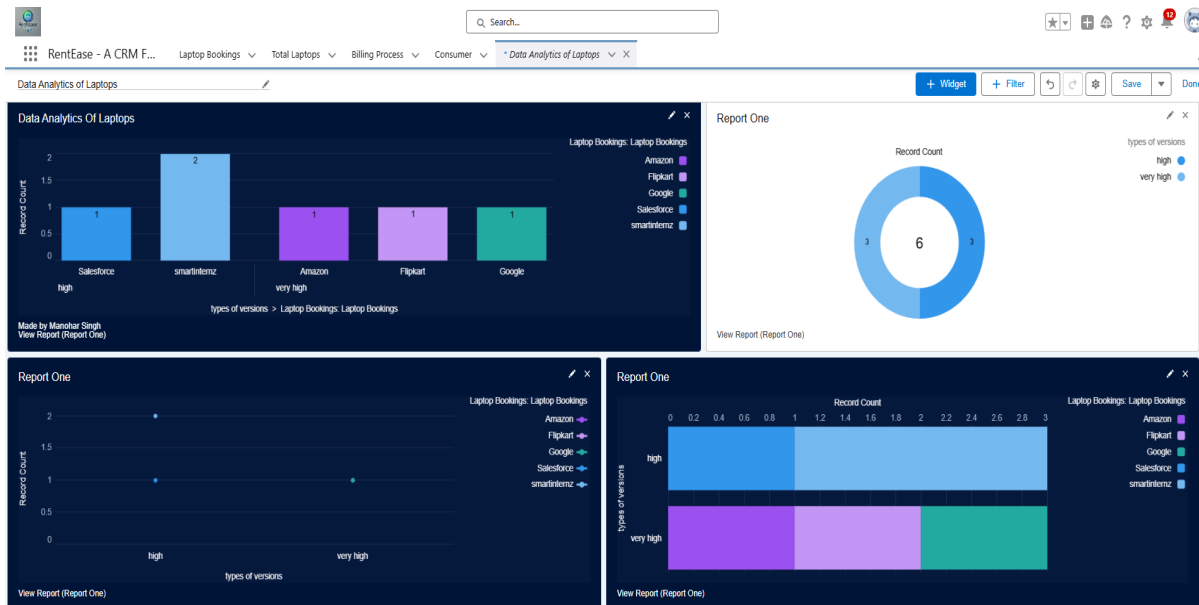 Search...
12
RentEase - A CRM F...
Laptop Bookings
Total Laptops
Billing Process
Consumer
* Data Analytics of Laptops
Data Analytics of Laptops
+ Widget
+ Filter
Save
Done
Data Analytics Of Laptops
Laptop Bookings: Laptop Bookings
Amazon
Flipkart
Google
Salesforce
smartinternz
Record Count
2
1.5
1
0.5
0
1
2
1
1
1
Salesforce
smartinternz
Amazon
Flipkart
Google
high
very high
types of versions > Laptop Bookings: Laptop Bookings
Made by Manohar Singh
View Report (Report One)
Report One
types of versions
high
very high
Record Count
3
6
3
View Report (Report One)
Report One
Laptop Bookings: Laptop Bookings
Amazon
Flipkart
Google
Salesforce
smartinternz
Record Count
2
1.5
1
0.5
0
high
very high
types of versions
View Report (Report One)
Report One
Record Count
0 0.2 0.4 0.6 0.8 1 1.2 1.4 1.6 1.8 2 2.2 2.4 2.6 2.8 3
Laptop Bookings: Laptop Bookings
Amazon
Flipkart
Google
Salesforce
smartinternz
types of versions
high
very high
View Report (Report One)